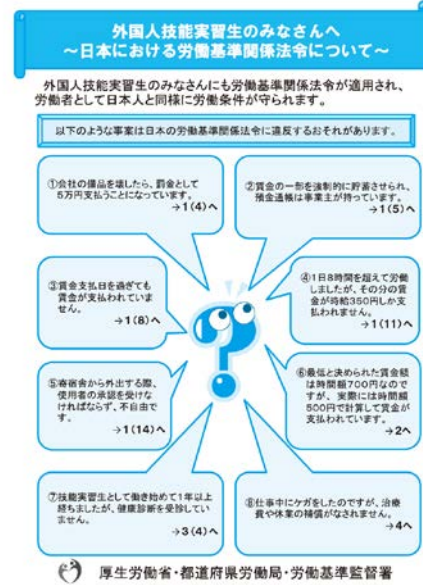 外国人技能実習生のみなさんへ
～日本における労働基準関係法令について～
外国人技能実習生のみなさんにも労働基準関係法令が適用され、
労働者として日本人と同様に労働条件が守られます。
以下のような事案は日本の労働基準関係法令に違反するおそれがあります。
①会社の備品を壊したら、罰金として
5万円支払うことになっています。
→1(4)へ
②賃金の一部を強制的に貯蓄させられ、
預金通帳は事業主が持っています。
→1(5)へ
③賃金支払日を過ぎても
賃金が支払われていま
せん。
→1(8)へ
④1日8時間を超えて労働
しましたが、その分の賃
金が時給350円しか支
払われません。
→1(11)へ
⑤寄宿舎から外出する際、
使用者の承認を受けな
ければならず、不自由で
す。
→1(14)へ
⑥最低と決められた賃金額
は時間額700円なので
すが、実際には時間額
500円で計算して賃金が
支払われています。
→2へ
⑦技能実習生として働き始めて1年以上
経ちましたが、健康診断を受診してい
ません。
→3(4)へ
⑧仕事中にケガをしたのですが、治療
費や休業の補償がなされません。
→4へ
厚生労働省・都道府県労働局・労働基準監督署